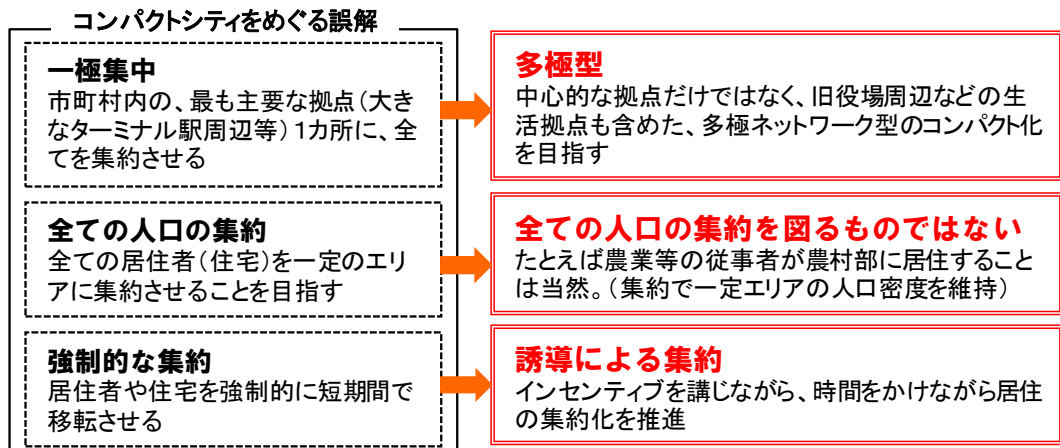 コンパクトシティをめぐる誤解
一極集中
市町村内の、最も主要な拠点（大き
なターミナル駅周辺等）1カ所に、全
てを集約させる
多極型
中心的な拠点だけではなく、旧役場周辺などの生
活拠点も含めた、多極ネットワーク型のコンパクト化
を目指す
全ての人口の集約
全ての居住者（住宅）を一定のエリ
アに集約させることを目指す
全ての人口の集約を図るものではない
たとえば農業等の従事者が農村部に居住すること
は当然。（集約で一定エリアの人口密度を維持）
強制的な集約
居住者や住宅を強制的に短期間で
移転させる
誘導による集約
インセンティブを講じながら、時間をかけながら居住
の集約化を推進